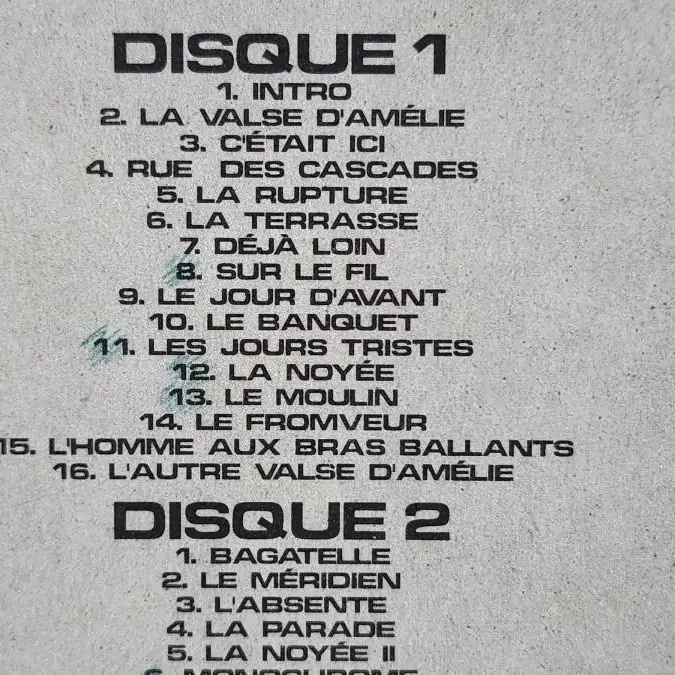 DISQUE 1
1. INTRO
2. LA VALSE D'AMÉLIE
3. C'ÉTAIT ICI
4. RUE DES CASCADES
5. LA RUPTURE
6. LA TERRASSE
7. DÉJÀ LOIN
8. SUR LE FIL
9. LE JOUR D'AVANT
10. LE BANQUET
11. LES JOURS TRISTES
12. LA NOYÉE
13. LE MOULIN
14. LE FROMVEUR
15. L'HOMME AUX BRAS BALLANTS
16. L'AUTRE VALSE D'AMÉLIE
DISQUE 2
1. BAGATELLE
2. LE MÉRIDIEN
3. L'ABSENTE
4. LA PARADE
5. LA NOYÉE II
6. MONOCHROME